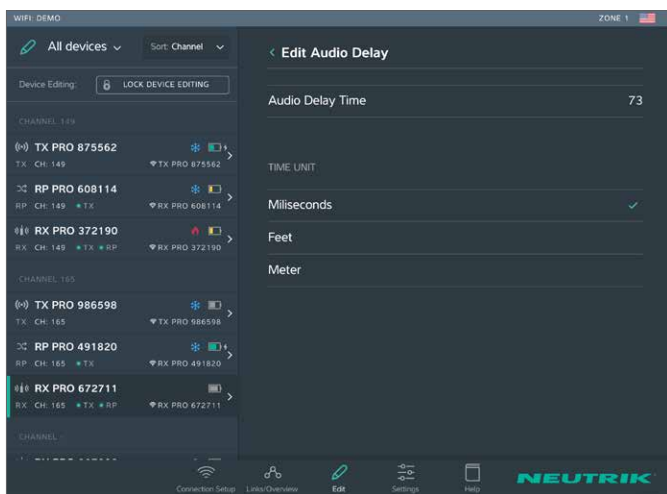 WIFI: DEMO
ZONE 1
All devices
Sort: Channel
Device Editing:
LOCK DEVICE EDITING
CHANNEL 149
TX PRO 875562
TX CH: 149
TX PRO 875562
RP PRO 608114
RP CH: 149 TX
RX PRO 608114
RX PRO 372190
RX CH: 149 TX RP
RX PRO 372190
CHANNEL 165
TX PRO 986598
TX CH: 165
TX PRO 986598
RP PRO 491820
RP CH: 165 TX
RX PRO 491820
RX PRO 672711
RX CH: 165 TX RP
RX PRO 672711
CHANNEL -
Edit Audio Delay
Audio Delay Time 73
TIME UNIT
Miliseconds
Feet
Meter
Connection Setup
Links/Overview
Edit
Settings
Help
NEUTRIK